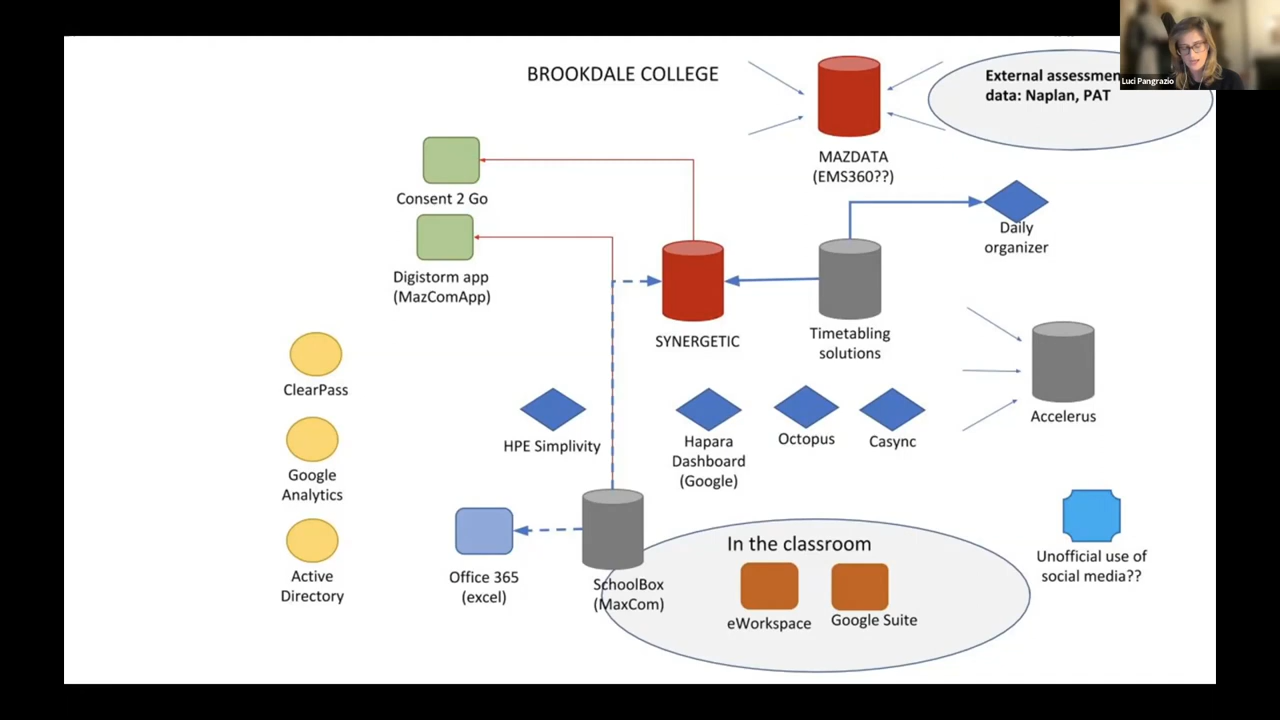 BROOKDALE COLLEGE
External assessmen
data: Naplan, PAT
Luci Pangrazio
MAZDATA
(EMS360??)
Consent 2 Go
Daily
organizer
Digistorm app
(MazComApp)
SYNERGETIC
Timetabling
solutions
ClearPass
Accelerus
HPE Simplivity
Hapara
Dashboard
(Google)
Octopus
Casync
Google
Analytics
In the classroom
Unofficial use of
social media??
Office 365
(excel)
SchoolBox
(MaxCom)
Active
Directory
eWorkspace
Google Suite